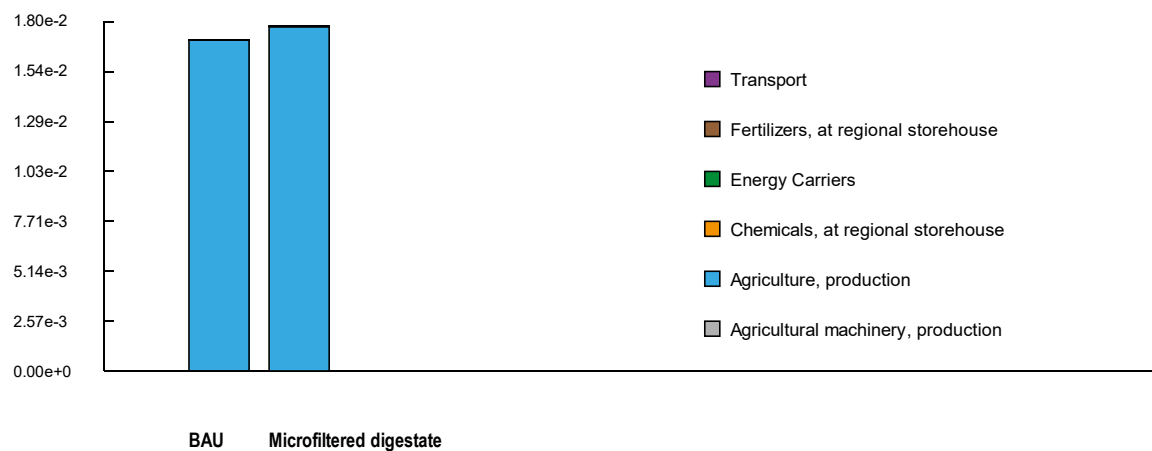 1.80e-2
1.54e-2
1.29e-2
1.03e-2
7.71e-3
5.14e-3
2.57e-3
0.00e+0
BAU Microfiltered digestate
Transport
Fertilizers, at regional storehouse
Energy Carriers
Chemicals, at regional storehouse
Agriculture, production
Agricultural machinery, production